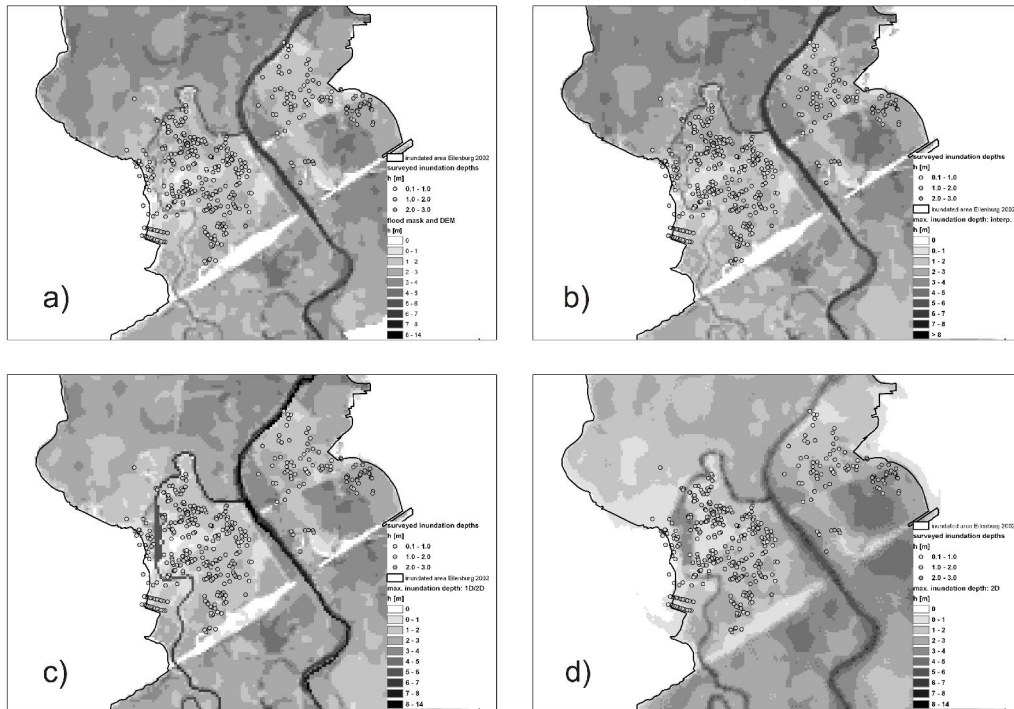 a)
inundated area Eilenburg 2002
surveyed inundation depths
h [m]
0.1 - 1.0
1.0 - 2.0
2.0 - 3.0
flood mask and DEM
h [m]
0
0 - 1
1 - 2
2 - 3
3 - 4
4 - 5
5 - 6
6 - 7
7 - 8
8 - 14
b)
surveyed inundation depths
h [m]
0.1 - 1.0
1.0 - 2.0
2.0 - 3.0
inundated area Eilenburg 2002
max. inundation depth: interp.
h [m]
0
0 - 1
1 - 2
2 - 3
3 - 4
4 - 5
5 - 6
6 - 7
7 - 8
> 8
c)
surveyed inundation depths
h [m]
0.1 - 1.0
1.0 - 2.0
2.0 - 3.0
inundated area Eilenburg 2002
max. inundation depth: 1D/2D
h [m]
0
0 - 1
1 - 2
2 - 3
3 - 4
4 - 5
5 - 6
6 - 7
7 - 8
8 - 14
d)
inundated area Eilenburg 2002
surveyed inundation depths
h [m]
0.1 - 1.0
1.0 - 2.0
2.0 - 3.0
max. inundation depth: 2D
h [m]
0
0 - 1
1 - 2
2 - 3
3 - 4
4 - 5
5 - 6
6 - 7
7 - 8
8 - 14